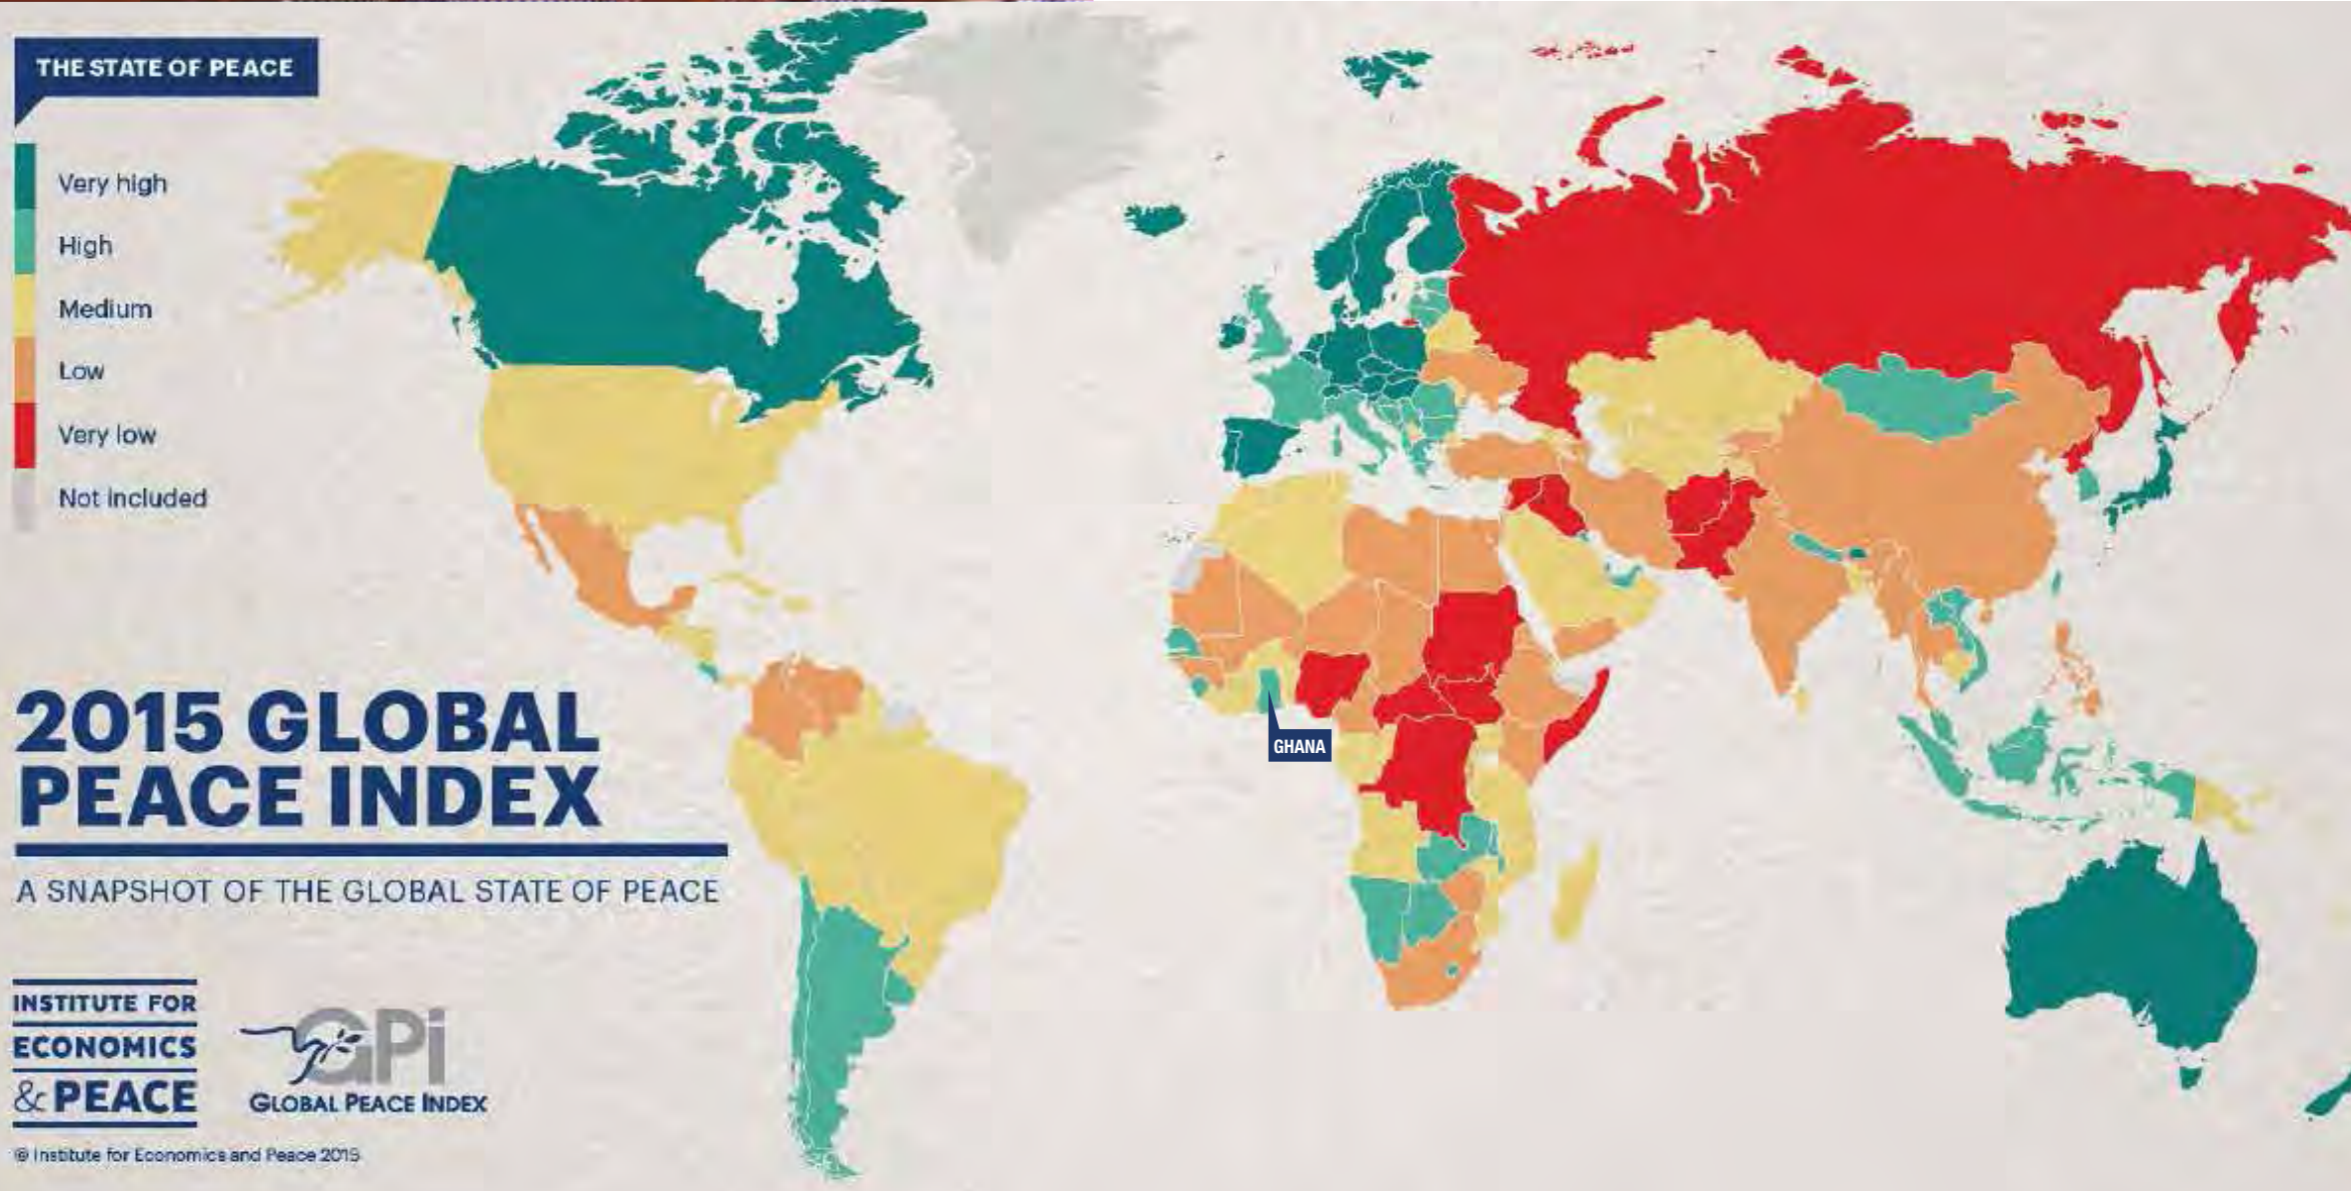 THE STATE OF PEACE
Very high
High
Medium
Low
Very low
Not included
GHANA
2015 GLOBAL
PEACE INDEX
A SNAPSHOT OF THE GLOBAL STATE OF PEACE
INSTITUTE FOR
ECONOMICS
& PEACE
GPi
GLOBAL PEACE INDEX
© Institute for Economics and Peace 2015